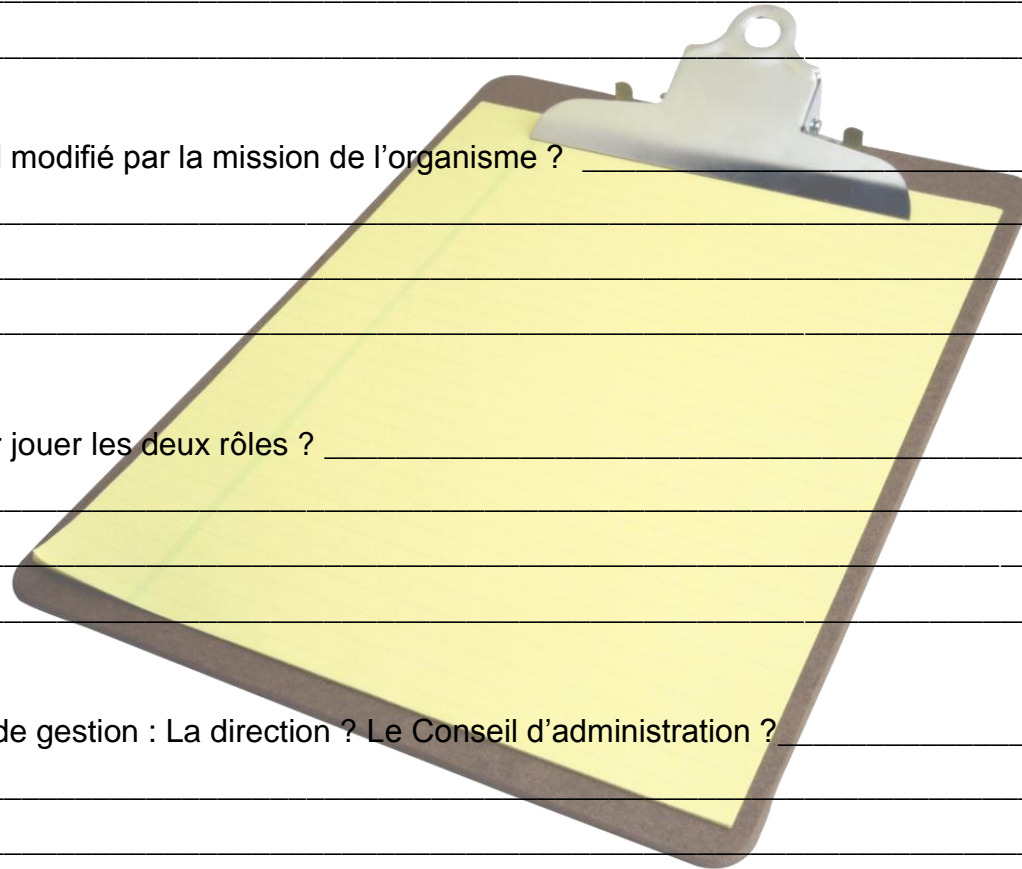 modifié par la mission de l’organisme ?
jouer les deux rôles ?
de gestion : La direction ? Le Conseil d’administration ?